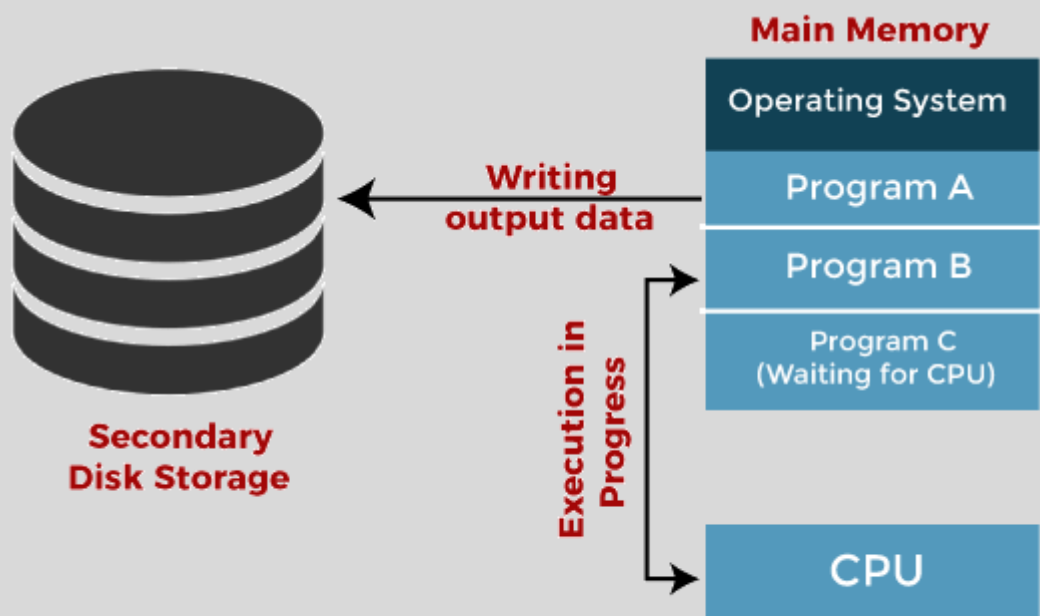 Main Memory
Operating System
Program A
Writing
output data
Program B
Program C
(Waiting for CPU)
Execution in
Progress
Secondary
Disk Storage
CPU